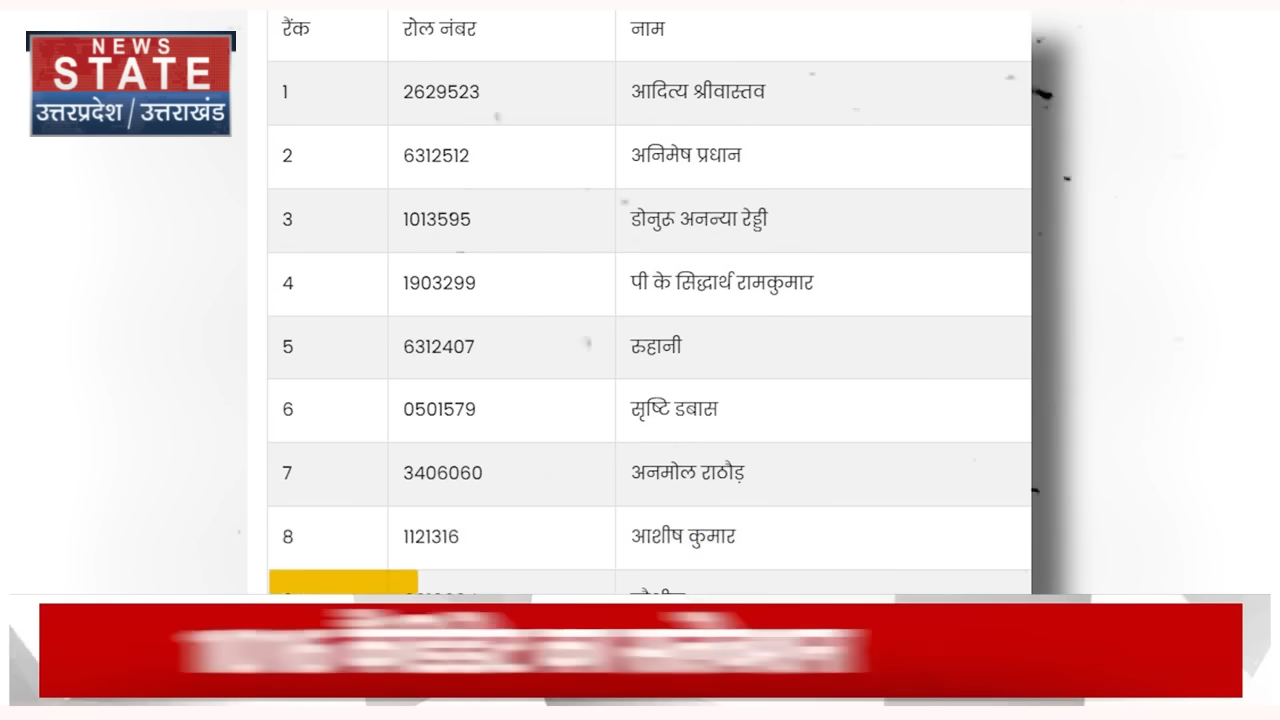 NEWS
STATE
उत्तरप्रदेश / उत्तराखंड
रैंक रोल नंबर नाम
1 2629523 आदित्य श्रीवास्तव
2 6312512 अनिमेष प्रधान
3 1013595 डोनुरू अनन्या रेड्डी
4 1903299 पी के सिद्धार्थ रामकुमार
5 6312407 रुहानी
6 0501579 सृष्टि डबास
7 3406060 अनमोल राठौड़
8 1121316 आशीष कुमार